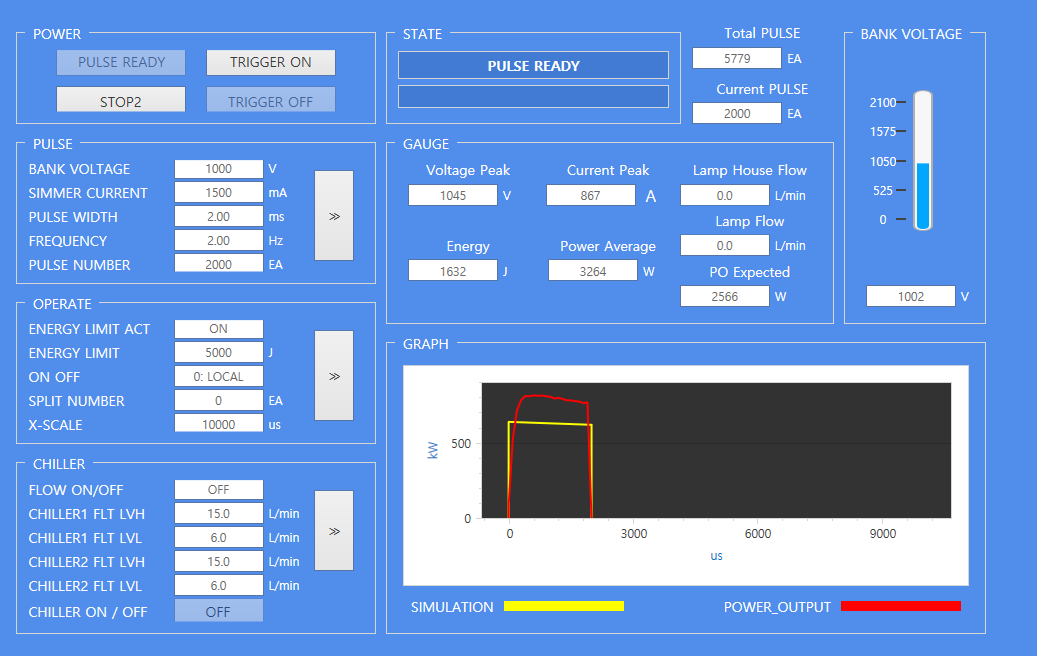 POWER
PULSE READY TRIGGER ON
STOP2 TRIGGER OFF
PULSE
BANK VOLTAGE 1000 V
SIMMER CURRENT 1500 mA
PULSE WIDTH 2.00 ms
FREQUENCY 2.00 Hz
PULSE NUMBER 2000 EA
>>
OPERATE
ENERGY LIMIT ACT ON
ENERGY LIMIT 5000 J
ON OFF 0: LOCAL
SPLIT NUMBER 0 EA
X-SCALE 10000 us
>>
CHILLER
FLOW ON/OFF OFF
CHILLER1 FLT LVH 15.0 L/min
CHILLER1 FLT LVL 6.0 L/min
CHILLER2 FLT LVH 15.0 L/min
CHILLER2 FLT LVL 6.0 L/min
CHILLER ON / OFF OFF
>>
STATE
PULSE READY
Total PULSE
5779 EA
Current PULSE
2000 EA
GAUGE
Voltage Peak Current Peak Lamp House Flow
1045 V 867 A 0.0 L/min
Lamp Flow
Energy Power Average 0.0 L/min
1632 J 3264 W PO Expected
2566 W
BANK VOLTAGE
2100
1575
1050
525
0
1002 V
GRAPH
kW
500
0
0 3000 6000 9000
us
SIMULATION POWER_OUTPUT